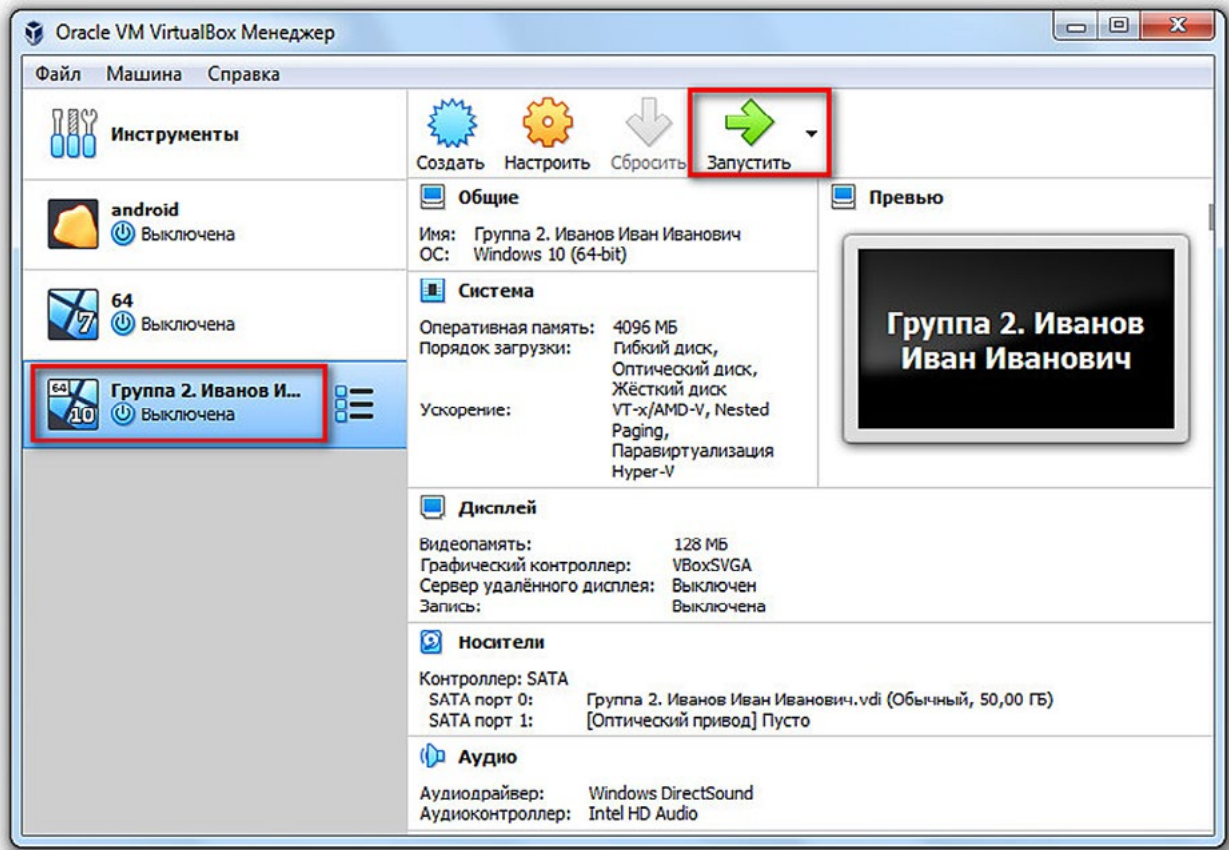 Oracle VM VirtualBox Менеджер
Файл Машина Справка
Инструменты
Создать Настроить Сбросить Запустить
android
Выключена
7
64
Выключена
64
10
Группа 2. Иванов И...
Выключена
Общие
Имя: Группа 2. Иванов Иван Иванович
ОС: Windows 10 (64-bit)
Система
Оперативная память: 4096 МБ
Порядок загрузки: Гибкий диск,
Оптический диск,
Жёсткий диск
Ускорение: VT-x/AMD-V, Nested
Paging,
Паравиртуализация
Hyper-V
Превью
Группа 2. Иванов
Иван Иванович
Дисплей
Видеопамять: 128 МБ
Графический контроллер: VBoxSVGA
Сервер удалённого дисплея: Выключен
Запись: Выключена
Носители
Контроллер: SATA
SATA порт 0: Группа 2. Иванов Иван Иванович.vdi (Обычный, 50,00 ГБ)
SATA порт 1: [Оптический привод] Пусто
Аудио
Аудиодрайвер: Windows DirectSound
Аудиоконтроллер: Intel HD Audio